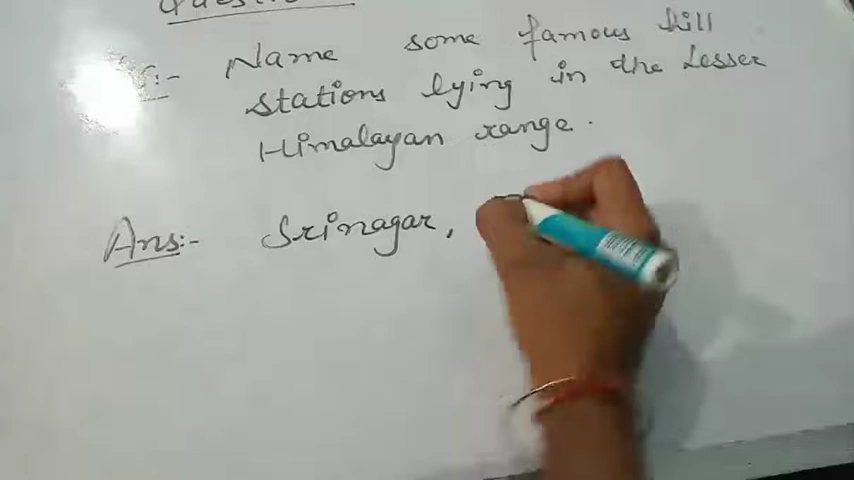 Name some famous hill
stations lying in the Lesser
Himalayan range.
Ans:- Srinagar,